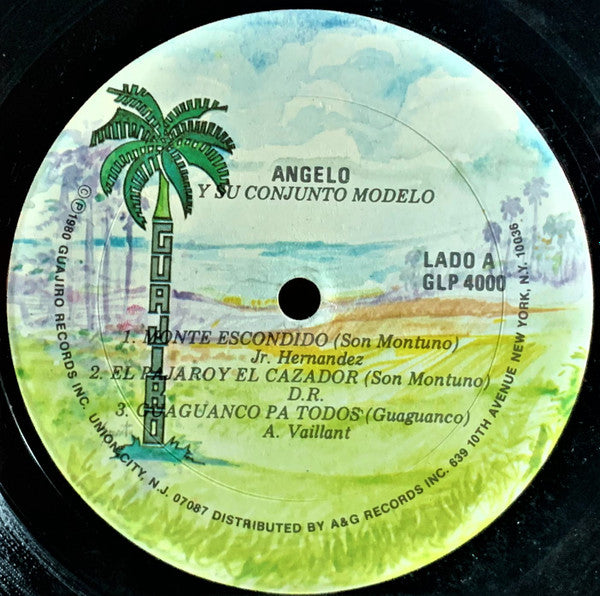 ANGELO
Y SU CONJUNTO MODELO
LADO A
GLP 4000
GUAJIRO
1. MONTE ESCONDIDO (Son Montuno)
Jr. Hernandez
2. EL PAJARO Y EL CAZADOR (Son Montuno)
D.R.
3. GUAGUANCO PA TODOS (Guaguanco)
A. Vaillant
©℗1980 GUAJIRO RECORDS INC. UNION CITY, N.J. 07087 DISTRIBUTED BY A&G RECORDS INC. 639 10TH AVENUE NEW YORK, N.Y. 10036